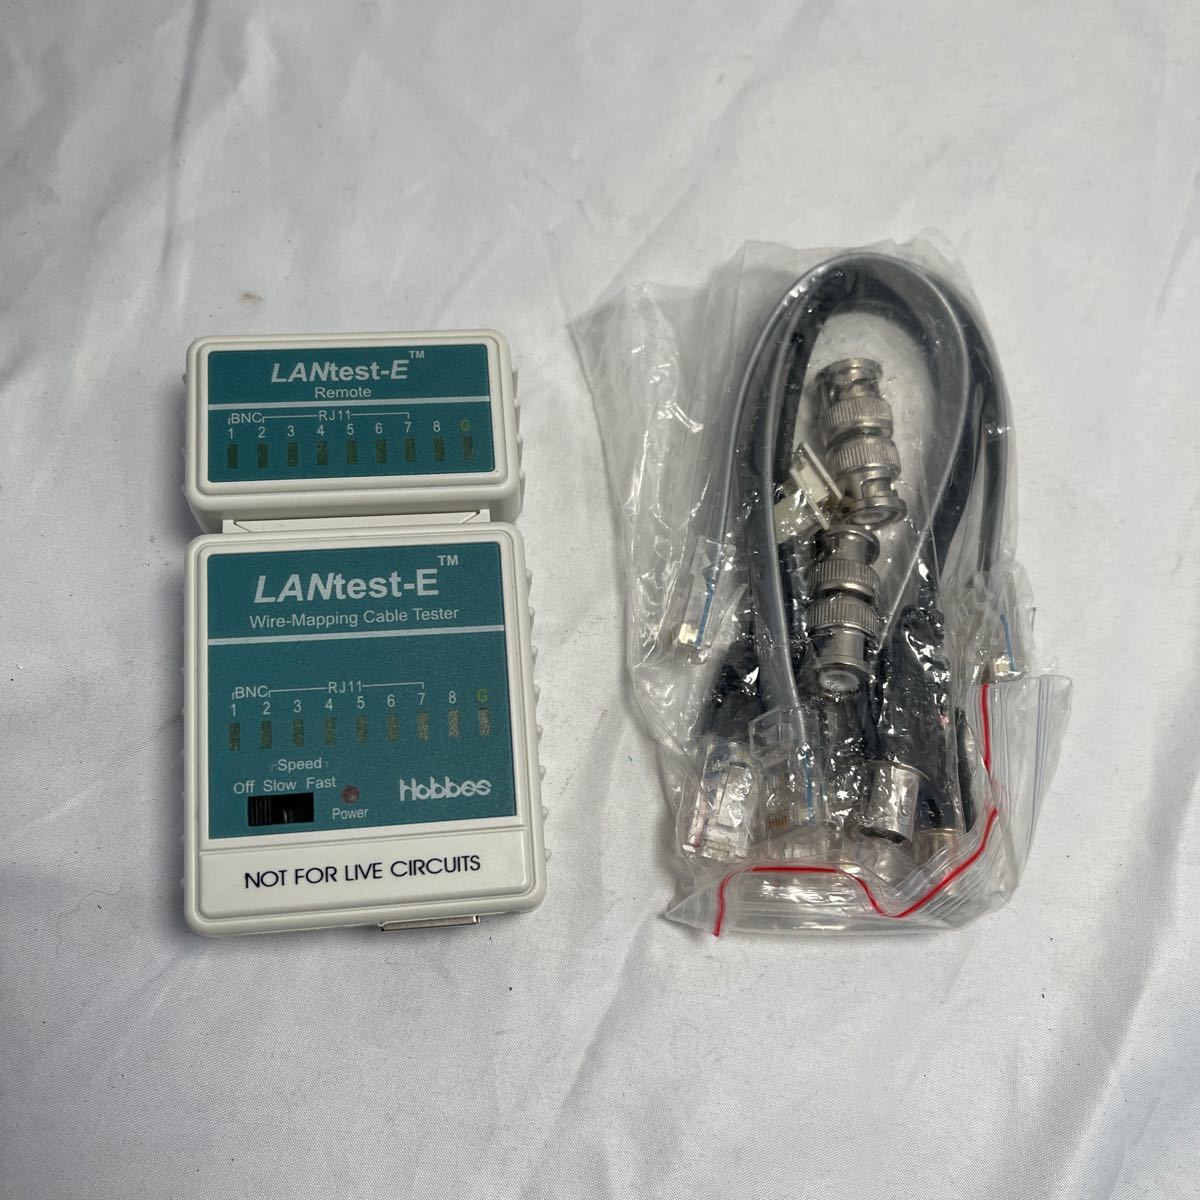 LANtest-E™
Remote
BNC RJ11
1 2 3 4 5 6 7 8 G
LANtest-E™
Wire-Mapping Cable Tester
BNC RJ11
1 2 3 4 5 6 7 8 G
Speed
Off Slow Fast
Power
Hobbes
NOT FOR LIVE CIRCUITS